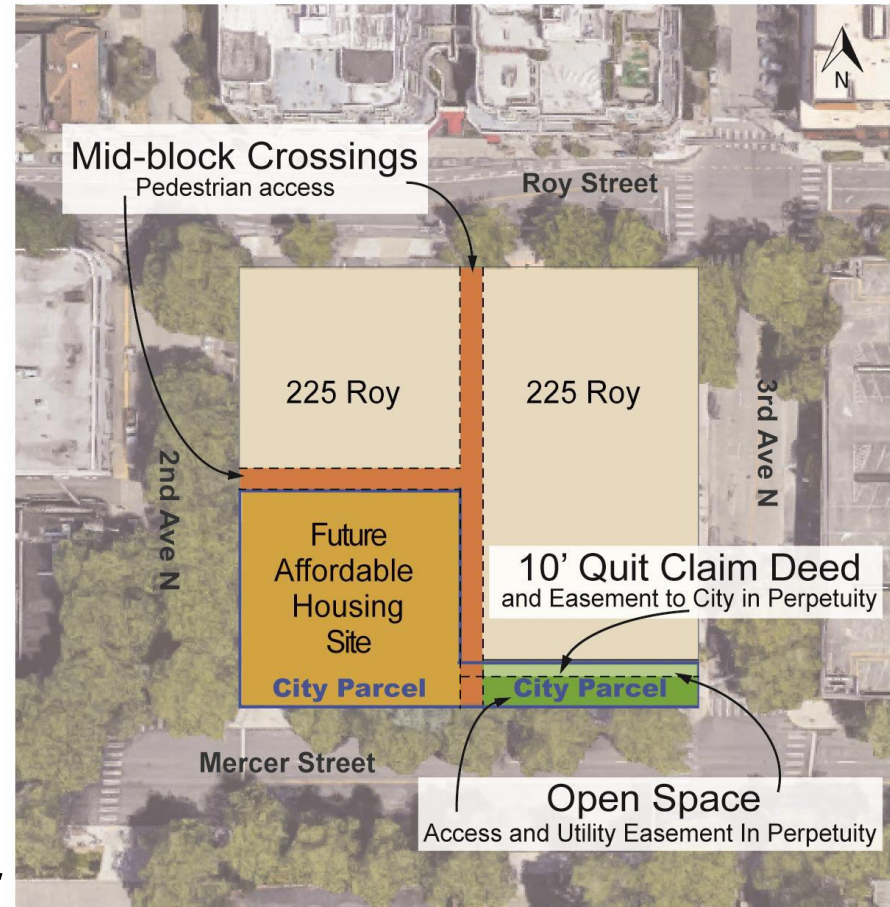 N
Mid-block Crossings
Pedestrian access
Roy Street
225 Roy
225 Roy
3rd Ave N
2nd Ave N
Future
Affordable
Housing
Site
City Parcel
10' Quit Claim Deed
and Easement to City in Perpetuity
City Parcel
Mercer Street
Open Space
Access and Utility Easement In Perpetuity